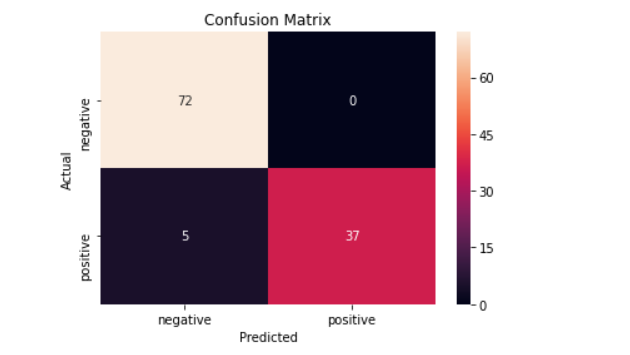 Confusion Matrix
Actual
negative
positive
72
0
5
37
negative
positive
Predicted
60
45
30
15
0